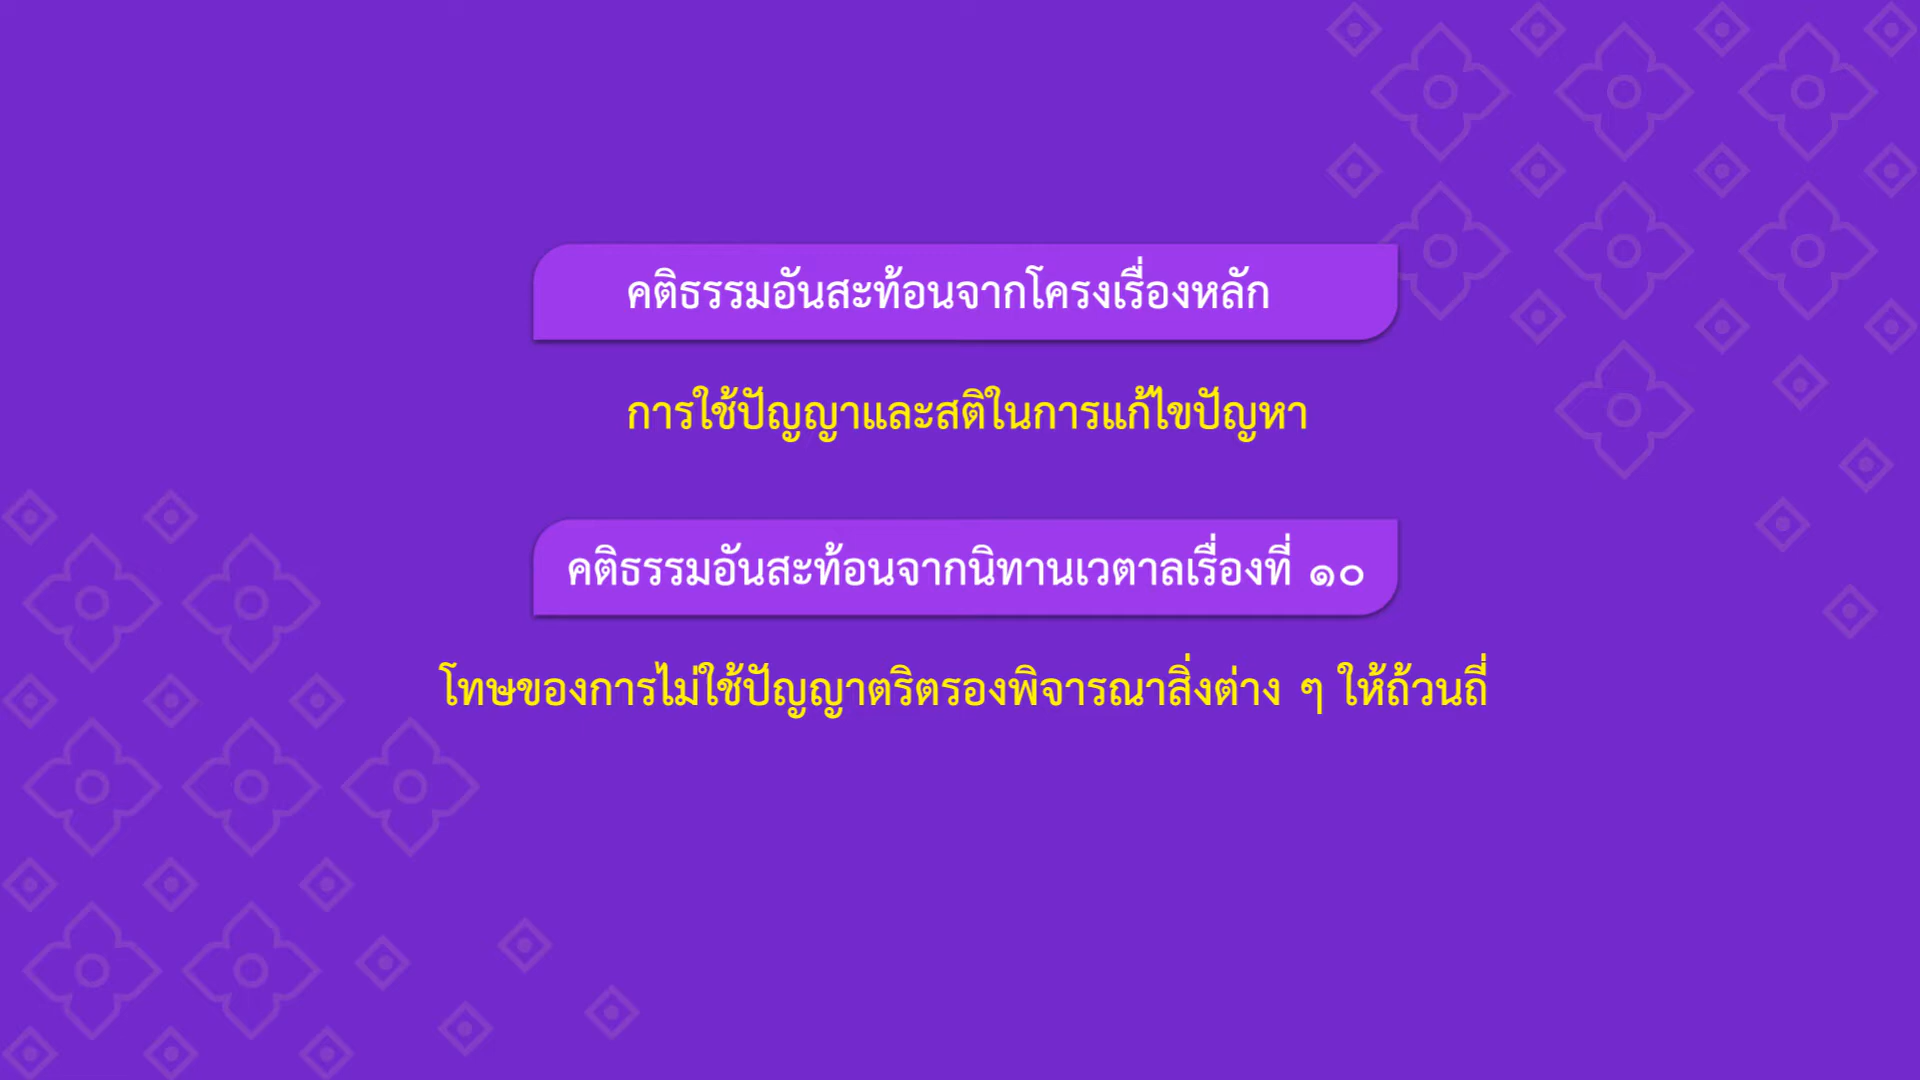 คติธรรมอันสะท้อนจากโครงเรื่องหลัก
การใช้ปัญญาและสติในการแก้ไขปัญหา
คติธรรมอันสะท้อนจากนิทานเวตาลเรื่องที่ ๑๐
โทษของการไม่ใช้ปัญญาตริตรองพิจารณาสิ่งต่าง ๆ ให้ถ้วนถี่